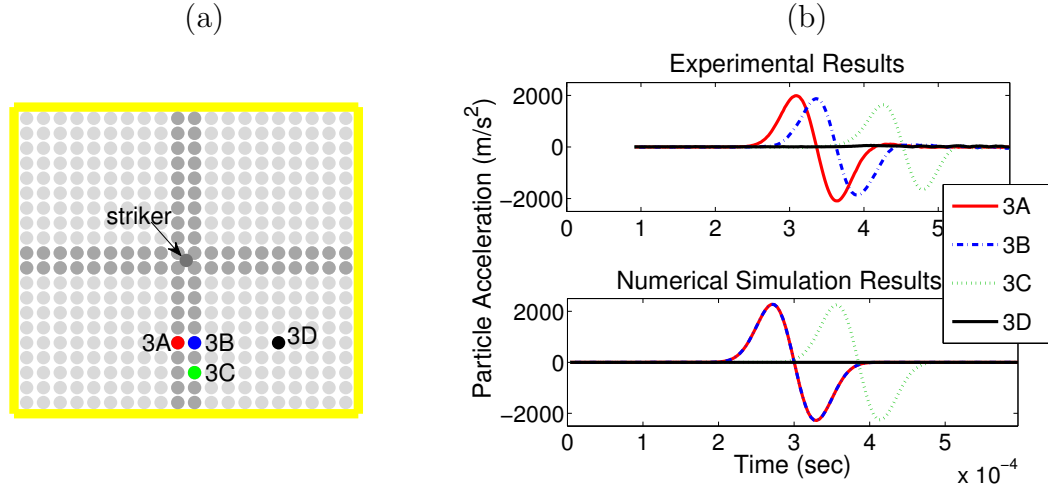 (a)
(b)
striker
3A
3B
3C
3D
Experimental Results
Particle Acceleration (m/s²)
2000
0
−2000
0
1
2
3
4
5
3A
3B
3C
3D
Numerical Simulation Results
2000
0
−2000
0
1
2
3
4
5
Time (sec)
x 10⁻⁴